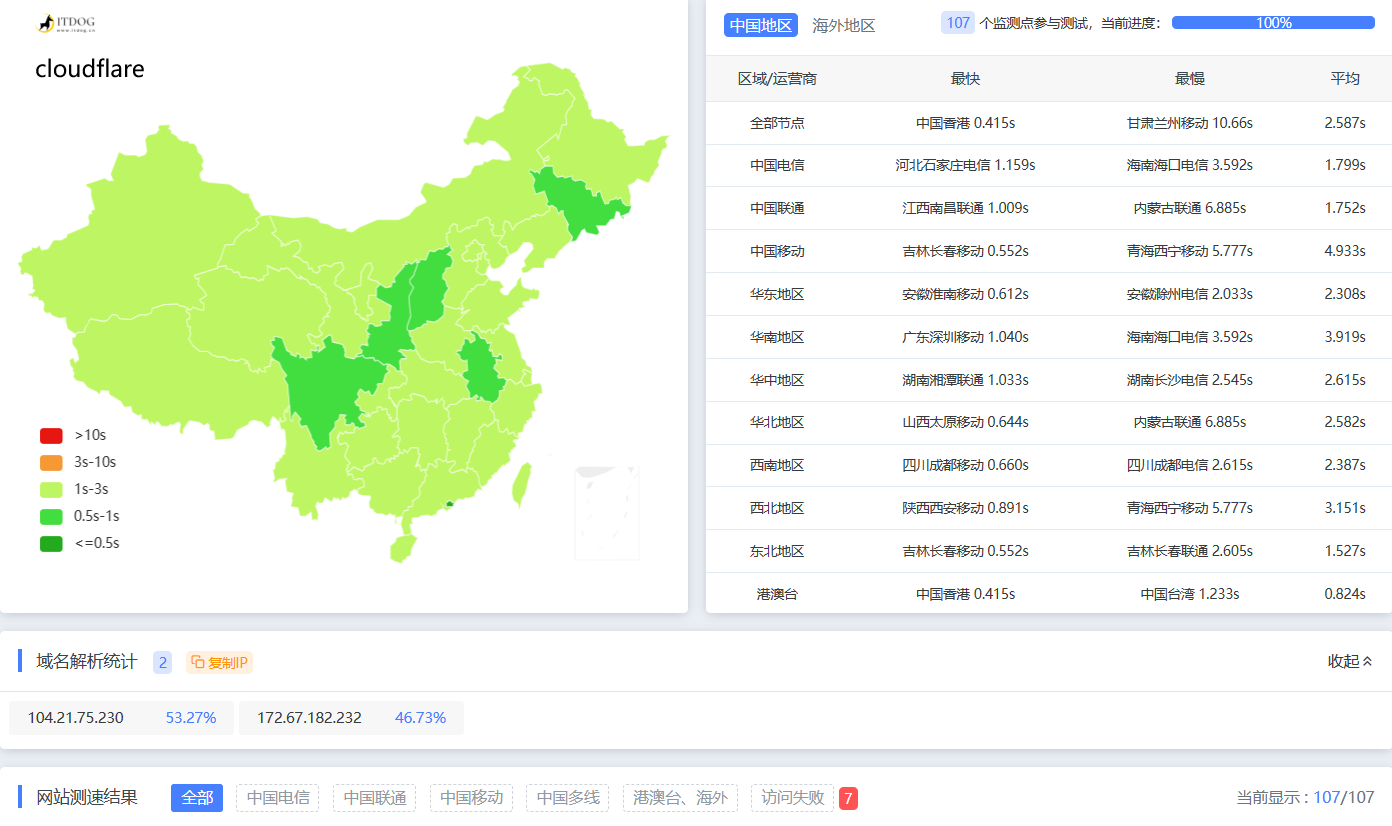 ITDOG
www.itdog.cn
cloudflare
>10s
3s-10s
1s-3s
0.5s-1s
<=0.5s
中国地区 海外地区 107 个监测点参与测试，当前进度： 100%
区域/运营商 最快 最慢 平均
全部节点 中国香港 0.415s 甘肃兰州移动 10.66s 2.587s
中国电信 河北石家庄电信 1.159s 海南海口电信 3.592s 1.799s
中国联通 江西南昌联通 1.009s 内蒙古联通 6.885s 1.752s
中国移动 吉林长春移动 0.552s 青海西宁移动 5.777s 4.933s
华东地区 安徽淮南移动 0.612s 安徽滁州电信 2.033s 2.308s
华南地区 广东深圳移动 1.040s 海南海口电信 3.592s 3.919s
华中地区 湖南湘潭联通 1.033s 湖南长沙电信 2.545s 2.615s
华北地区 山西太原移动 0.644s 内蒙古联通 6.885s 2.582s
西南地区 四川成都移动 0.660s 四川成都电信 2.615s 2.387s
西北地区 陕西西安移动 0.891s 青海西宁移动 5.777s 3.151s
东北地区 吉林长春移动 0.552s 吉林长春联通 2.605s 1.527s
港澳台 中国香港 0.415s 中国台湾 1.233s 0.824s
域名解析统计 2 复制IP 收起
104.21.75.230 53.27% 172.67.182.232 46.73%
网站测速结果 全部 中国电信 中国联通 中国移动 中国多线 港澳台、海外 访问失败 7 当前显示 : 107/107